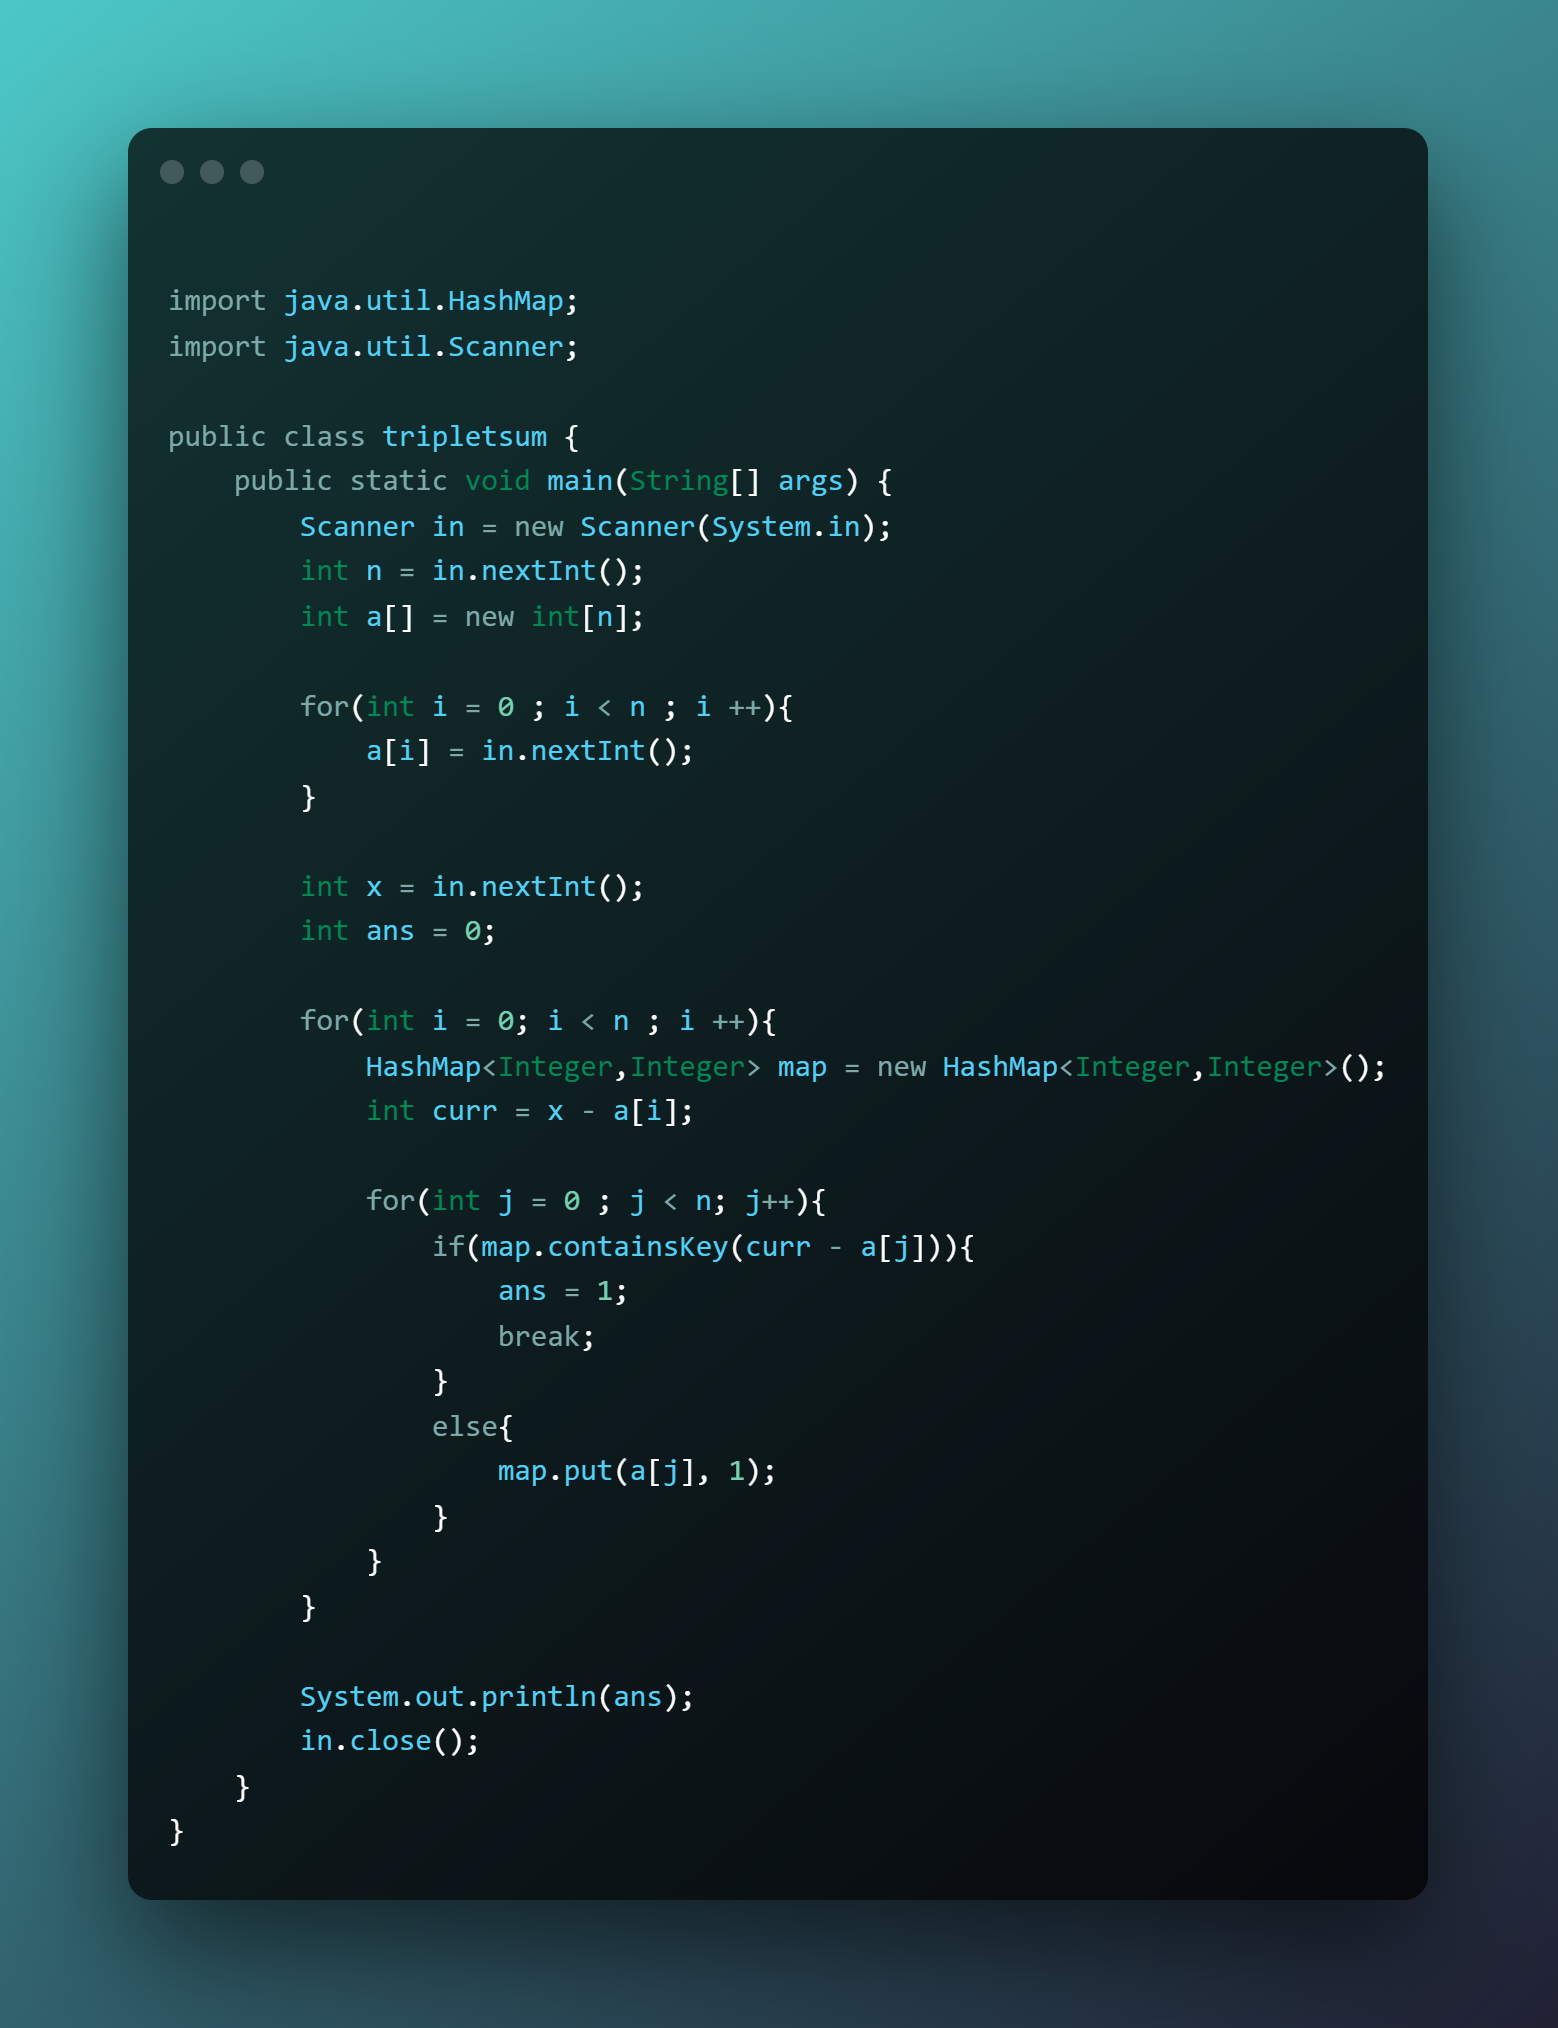 import java.util.HashMap;
import java.util.Scanner;

public class tripletsum {
    public static void main(String[] args) {
        Scanner in = new Scanner(System.in);
        int n = in.nextInt();
        int a[] = new int[n];

        for(int i = 0 ; i < n ; i ++){
            a[i] = in.nextInt();
        }

        int x = in.nextInt();
        int ans = 0;

        for(int i = 0; i < n ; i ++){
            HashMap<Integer,Integer> map = new HashMap<Integer,Integer>();
            int curr = x - a[i];

            for(int j = 0 ; j < n; j++){
                if(map.containsKey(curr - a[j])){
                    ans = 1;
                    break;
                }
                else{
                    map.put(a[j], 1);
                }
            }
        }

        System.out.println(ans);
        in.close();
    }
}